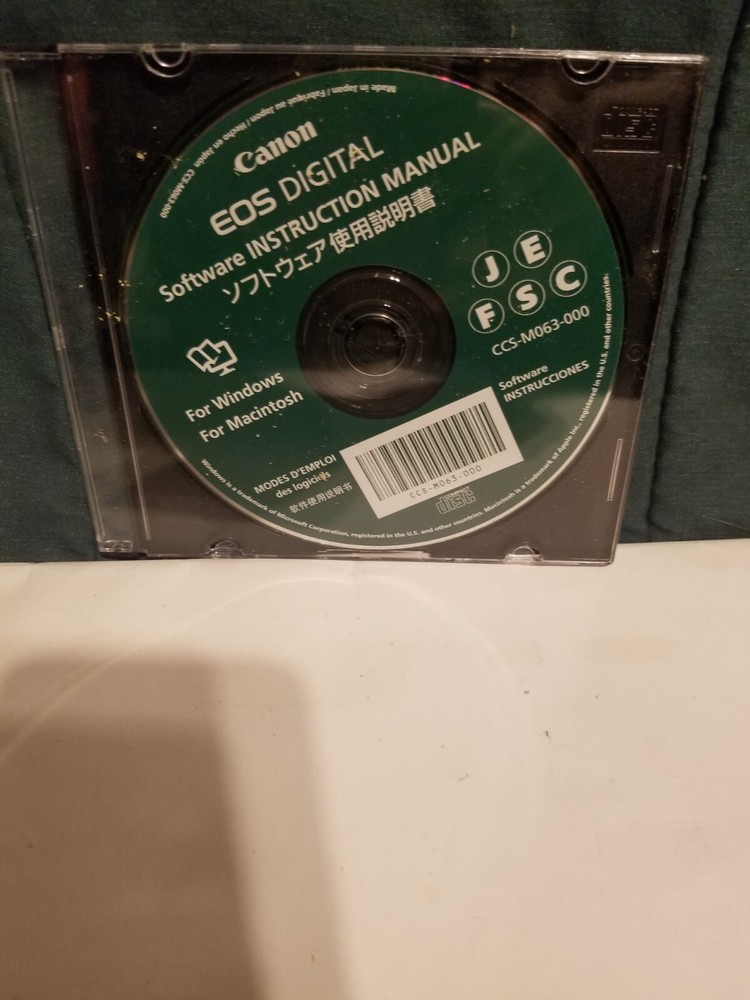 Made in Japan / Fabriqué au Japon / Hecho en Japón CCS-M063-000
Canon
EOS DIGITAL
Software INSTRUCTION MANUAL
ソフトウェア使用説明書
J E
F S C
CCS-M063-000
For Windows
For Macintosh
Software
INSTRUCCIONES
MODES D'EMPLOI
des logiciels
软件使用说明书
CCS-M063-000
COMPACT
disc
Windows is a trademark of Microsoft Corporation, registered in the U.S. and other countries. Macintosh is a trademark of Apple Inc., registered in the U.S. and other countries.